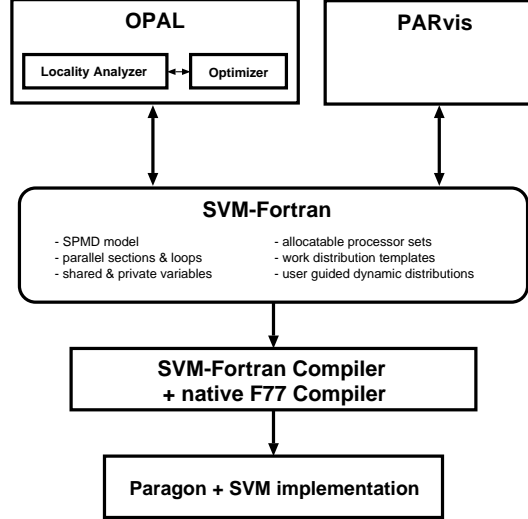 OPAL
Locality Analyzer
Optimizer
PARvis
SVM-Fortran
- SPMD model
- parallel sections & loops
- shared & private variables
- allocatable processor sets
- work distribution templates
- user guided dynamic distributions
SVM-Fortran Compiler
+ native F77 Compiler
Paragon + SVM implementation